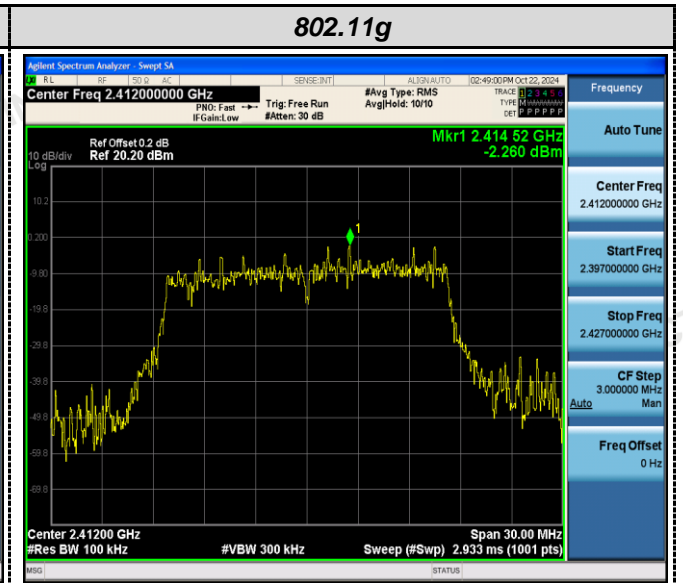 802.11g
Agilent Spectrum Analyzer - Swept SA
RL RF 50 Ω AC SENSE:INT ALIGN AUTO 02:49:00 PM Oct 22, 2024
Center Freq 2.412000000 GHz
PNO: Fast
IFGain:Low
Trig: Free Run
#Atten: 30 dB
#Avg Type: RMS
Avg|Hold: 10/10
TRACE 1 2 3 4 5 6
TYPE M
DET P P P P P P
Frequency
Auto Tune
Center Freq
2.412000000 GHz
Start Freq
2.397000000 GHz
Stop Freq
2.427000000 GHz
CF Step
3.000000 MHz
Auto Man
Freq Offset
0 Hz
Ref Offset 0.2 dB
10 dB/div Ref 20.20 dBm
Log
Mkr1 2.414 52 GHz
-2.260 dBm
10.2
0.200
-9.80
-19.8
-29.8
-39.8
-49.8
-59.8
-69.8
1
Center 2.41200 GHz Span 30.00 MHz
#Res BW 100 kHz #VBW 300 kHz Sweep (#Swp) 2.933 ms (1001 pts)
MSG STATUS